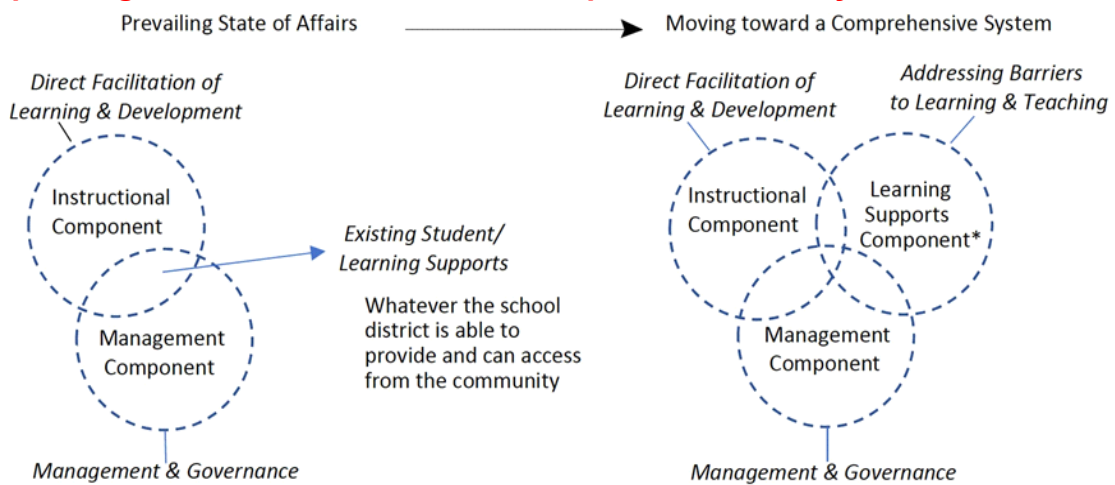 Prevailing State of Affairs
Moving toward a Comprehensive System
Direct Facilitation of
Learning & Development
Instructional
Component
Existing Student/
Learning Supports
Whatever the school
district is able to
provide and can access
from the community
Management
Component
Management & Governance
Direct Facilitation of
Learning & Development
Addressing Barriers
to Learning & Teaching
Instructional
Component
Learning
Supports
Component*
Management
Component
Management & Governance